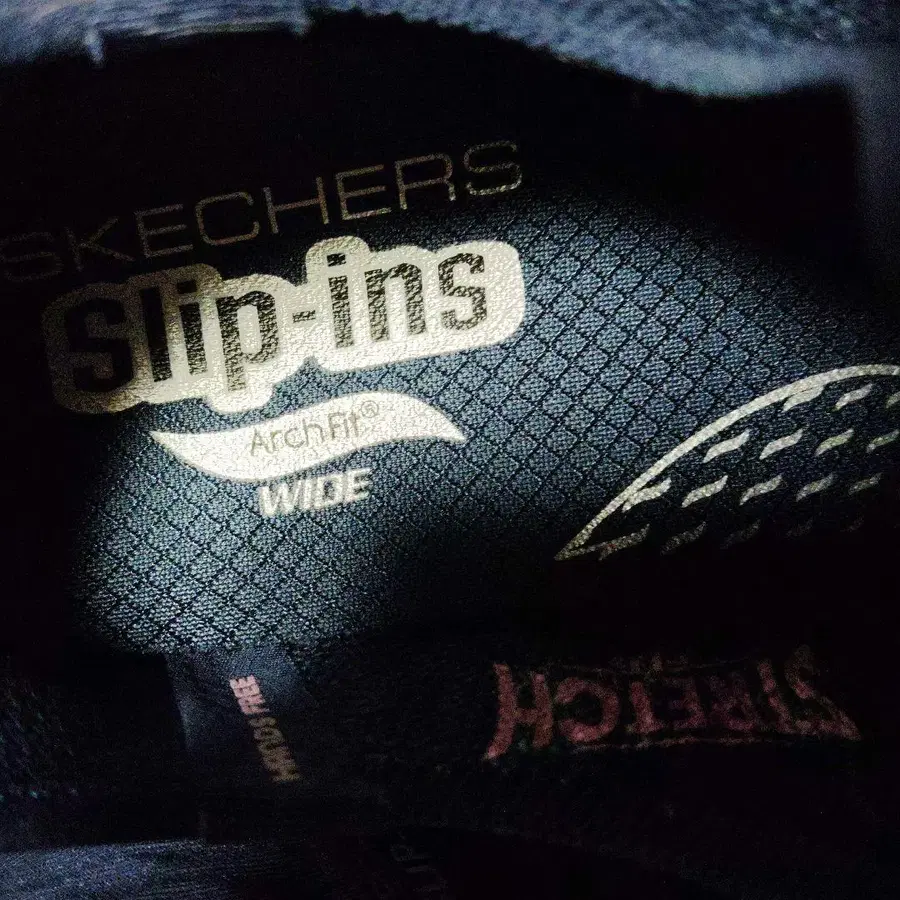 SKECHERS
Slip-ins
Arch Fit®
WIDE
HANDS FREE
STRETCH